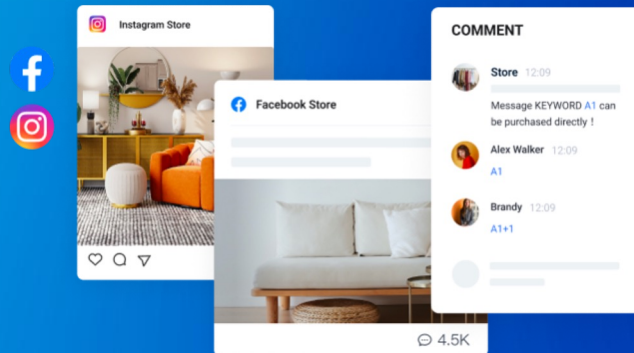 Instagram Store
Facebook Store
4.5K
COMMENT
Store 12:09
Message KEYWORD A1 can
be purchased directly !
Alex Walker 12:09
A1
Brandy 12:09
A1+1